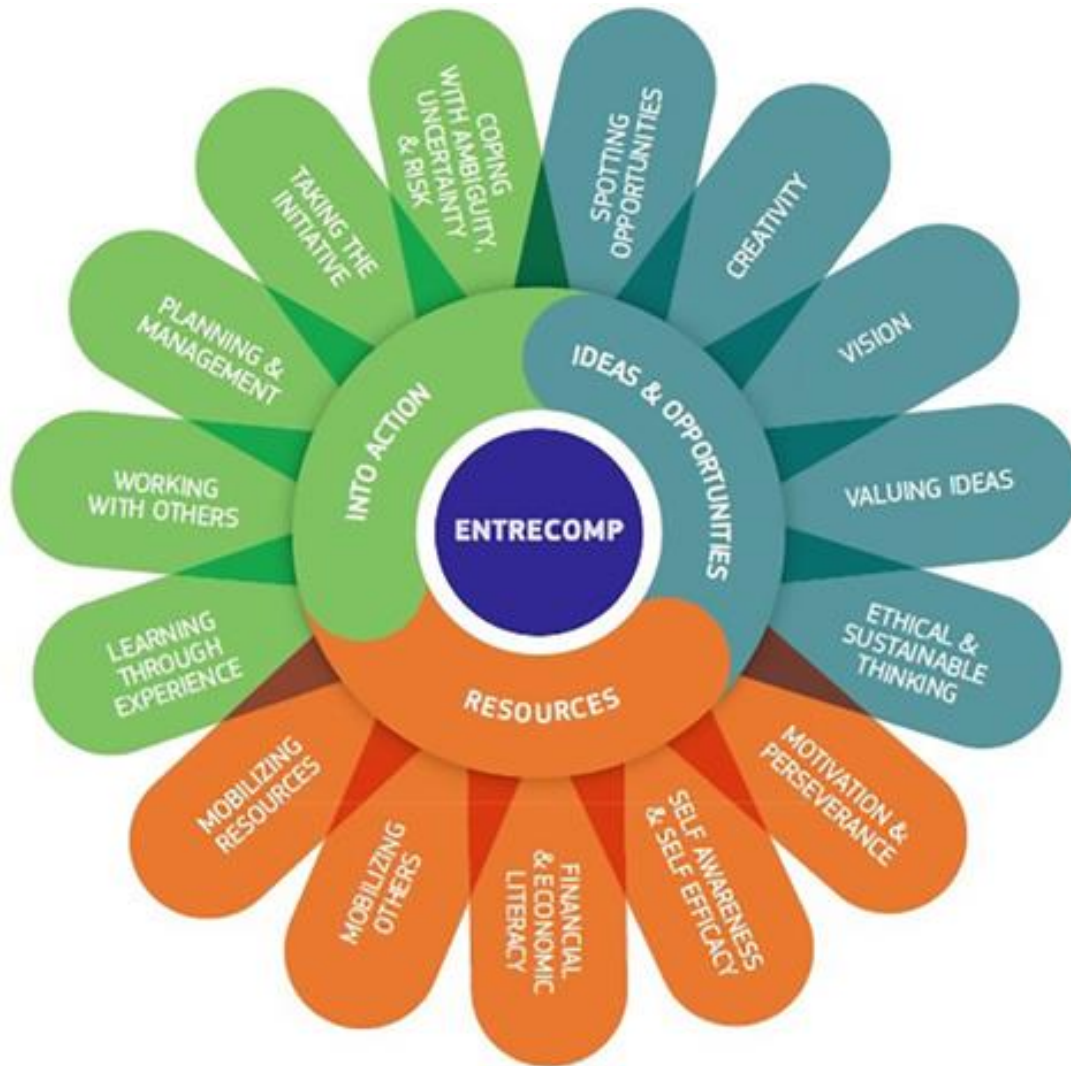 ENTRECOMP
IDEAS & OPPORTUNITIES
SPOTTING
OPPORTUNITIES
CREATIVITY
VISION
VALUING IDEAS
ETHICAL &
SUSTAINABLE
THINKING
RESOURCES
MOTIVATION &
PERSEVERANCE
SELF AWARENESS
& SELF EFFICACY
FINANCIAL
& ECONOMIC
LITERACY
MOBILIZING
OTHERS
MOBILIZING
RESOURCES
INTO ACTION
LEARNING
THROUGH
EXPERIENCE
WORKING
WITH OTHERS
PLANNING &
MANAGEMENT
TAKING THE
INITIATIVE
COPING
WITH AMBIGUITY,
UNCERTAINTY
& RISK